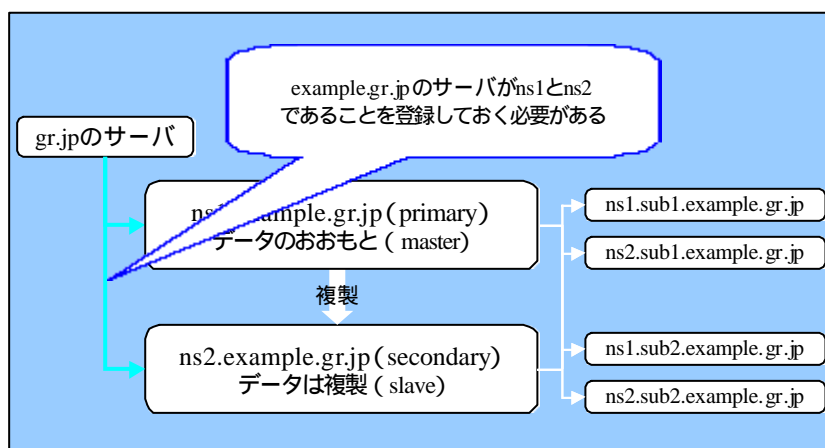 example.gr.jpのサーバがns1とns2
であることを登録しておく必要がある
gr.jpのサーバ
(primary)
データのおおもと(master)
複製
ns2.example.gr.jp(secondary)
データは複製(slave)
ns1.sub1.example.gr.jp
ns2.sub1.example.gr.jp
ns1.sub2.example.gr.jp
ns2.sub2.example.gr.jp